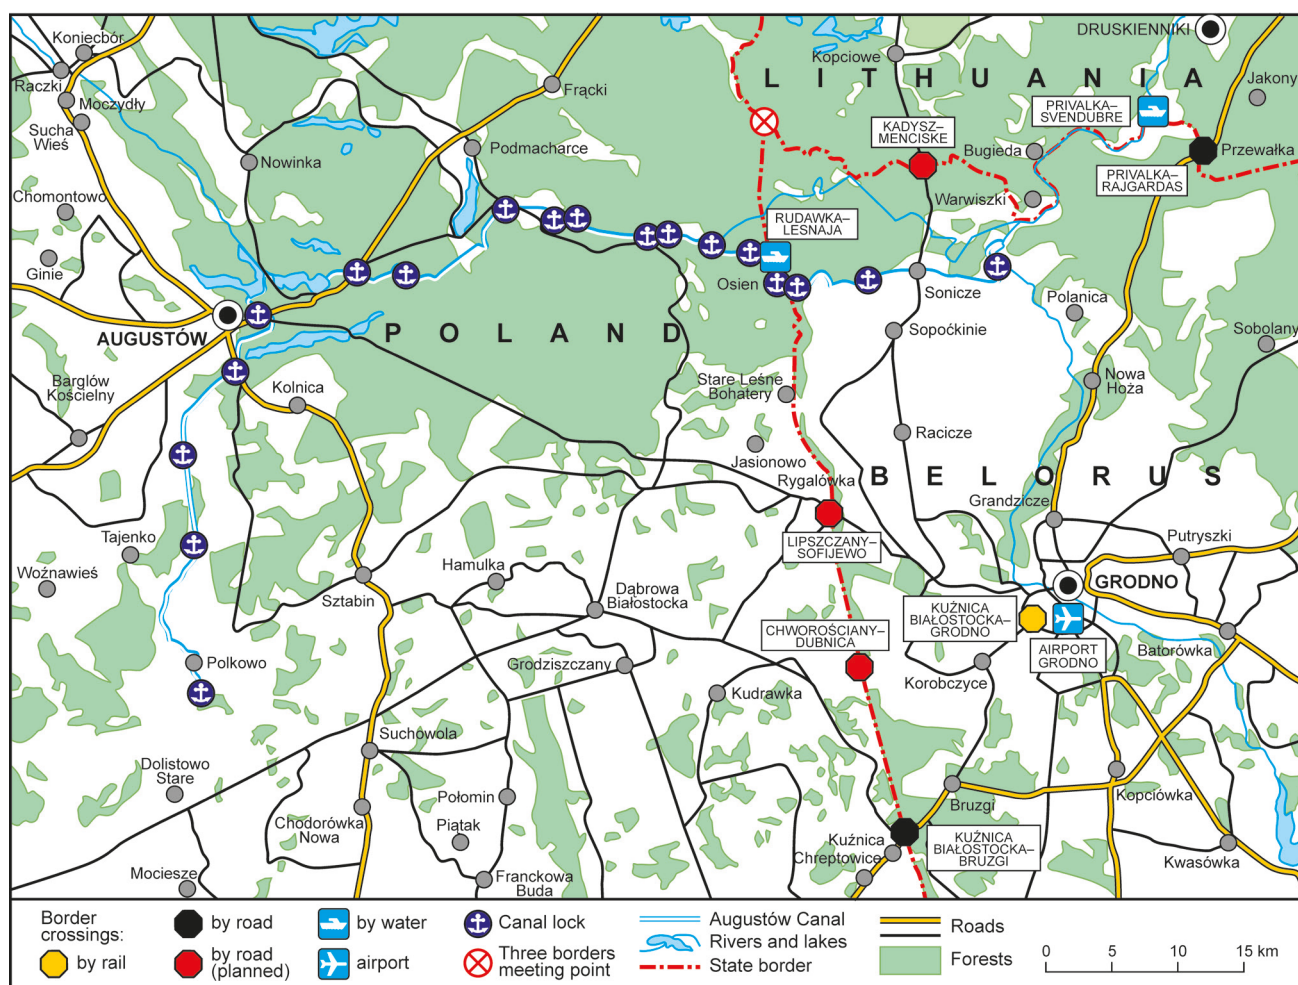 Koniecbór
DRUSKIENNIKI
Kopciowe
LITHUANIA
Raczki
Frącki
Jakony
Moczydły
PRIVALKA–
SVENDUBRE
Sucha
Wieś
KADYSZ–
MENCISKE
Nowinka
Podmacharce
Bugieda
Przewałka
PRIVALKA–
RAJGARDAS
Chomontowo
Warwiszki
RUDAWKA–
LESNAJA
Ginie
Osien
Sonicze
Polanica
AUGUSTÓW
POLAND
Sopoćkinie
Sobolany
Barglów
Kościelny
Kolnica
Stare Leśne
Bohatery
Nowa
Hoża
Racicze
Jasionowo
Rygalówka
BELORUS
Grandzicze
Tajenko
LIPSZCZANY–
SOFIJEWO
Putryszki
Woźnawieś
Hamulka
Sztabin
Dąbrowa
Białostocka
GRODNO
KUŹNICA
BIAŁOSTOCKA–
GRODNO
CHWOROŚCIANY–
DUBNICA
AIRPORT
GRODNO
Batorówka
Polkowo
Grodziszczany
Korobczyce
Kudrawka
Suchowola
Dolistowo
Stare
Połomin
Bruzgi
Kopciówka
Chodorówka
Nowa
Piątak
Kuźnica
Chreptowice
KUŹNICA
BIAŁOSTOCKA–
BRUZGI
Kwasówka
Mociesze
Franckowa
Buda
Border
crossings:
by road
by water
Canal lock
Augustów Canal
Roads
Rivers and lakes
by rail
by road
(planned)
airport
Three borders
meeting point
State border
Forests
0 5 10 15 km